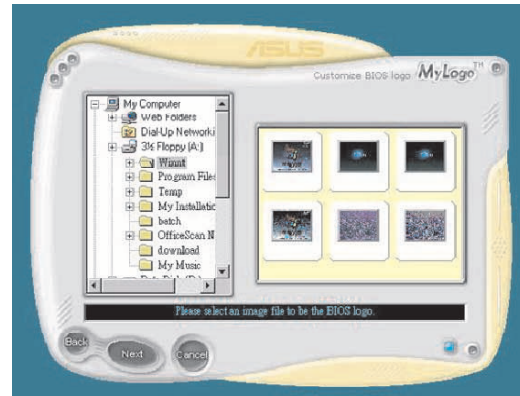 ASUS
Customize BIOS logo MyLogo™
My Computer
Web Folders
Dial-Up Networki
3½ Floppy (A:)
Winnt
Program Files
Temp
My Installatic
batch
OfficeScan N
download
My Music
Please select an image file to be the BIOS logo.
Back
Next
Cancel